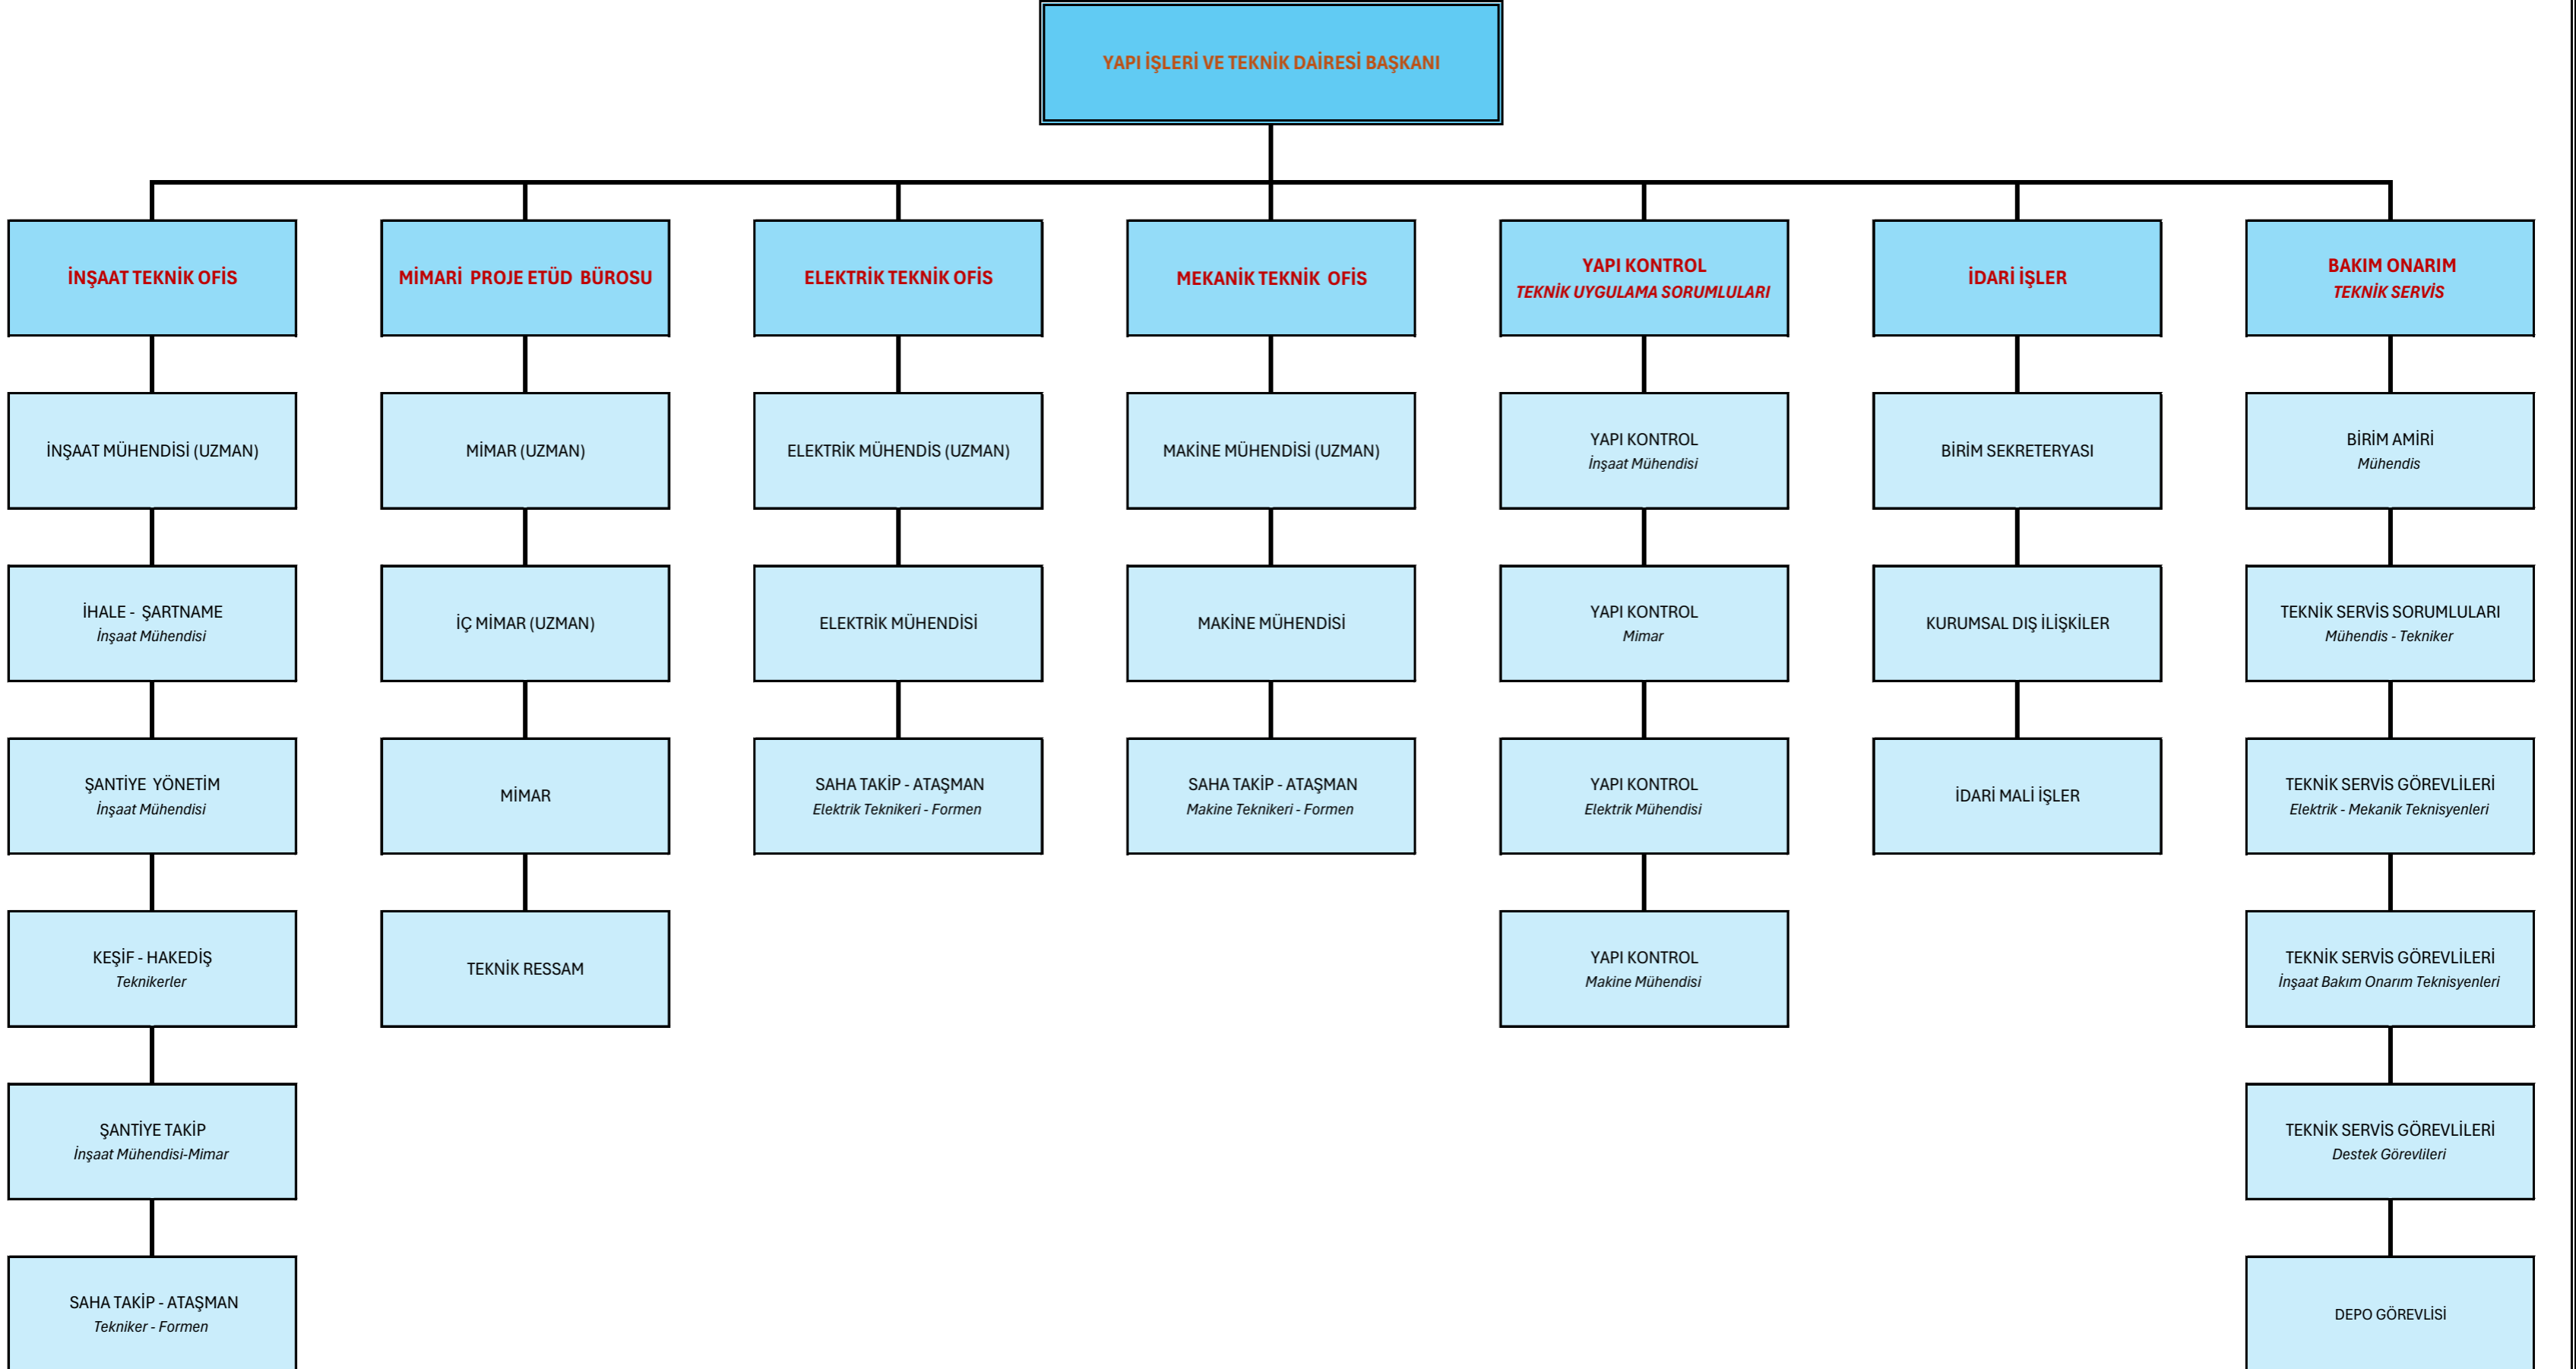 YAPI İŞLERİ VE TEKNİK DAİRESİ BAŞKANI
İNŞAAT TEKNİK OFİS
MİMARİ PROJE ETÜD BÜROSU
ELEKTRİK TEKNİK OFİS
MEKANİK TEKNİK OFİS
YAPI KONTROL
TEKNİK UYGULAMA SORUMLULARI
İDARİ İŞLER
BAKIM ONARIM
TEKNİK SERVİS
İNŞAAT MÜHENDİSİ (UZMAN)
MİMAR (UZMAN)
ELEKTRİK MÜHENDİS (UZMAN)
MAKİNE MÜHENDİSİ (UZMAN)
YAPI KONTROL
İnşaat Mühendisi
BİRİM SEKRETERYASI
BİRİM AMİRİ
Mühendis
İHALE - ŞARTNAME
İnşaat Mühendisi
İÇ MİMAR (UZMAN)
ELEKTRİK MÜHENDİSİ
MAKİNE MÜHENDİSİ
YAPI KONTROL
Mimar
KURUMSAL DIŞ İLİŞKİLER
TEKNİK SERVİS SORUMLULARI
Mühendis - Tekniker
ŞANTİYE YÖNETİM
İnşaat Mühendisi
MİMAR
SAHA TAKİP - ATAŞMAN
Elektrik Teknikeri - Formen
SAHA TAKİP - ATAŞMAN
Makine Teknikeri - Formen
YAPI KONTROL
Elektrik Mühendisi
İDARİ MALİ İŞLER
TEKNİK SERVİS GÖREVLİLERİ
Elektrik - Mekanik Teknisyenleri
KEŞİF - HAKEDİŞ
Teknikerler
TEKNİK RESSAM
YAPI KONTROL
Makine Mühendisi
TEKNİK SERVİS GÖREVLİLERİ
İnşaat Bakım Onarım Teknisyenleri
ŞANTİYE TAKİP
İnşaat Mühendisi-Mimar
TEKNİK SERVİS GÖREVLİLERİ
Destek Görevlileri
SAHA TAKİP - ATAŞMAN
Tekniker - Formen
DEPO GÖREVLİSİ